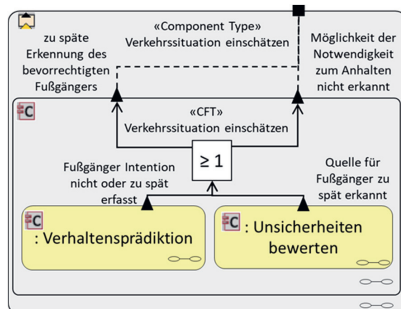 zu späte
Erkennung des
bevorrechtigten
Fußgängers
«Component Type»
Verkehrssituation einschätzen
Möglichkeit der
Notwendigkeit
zum Anhalten
nicht erkannt
C
«CFT»
Verkehrssituation einschätzen
≥ 1
Fußgänger Intention
nicht oder zu spät
erfasst
Quelle für
Fußgänger zu
spät erkannt
C
: Verhaltensprädiktion
C
: Unsicherheiten
bewerten